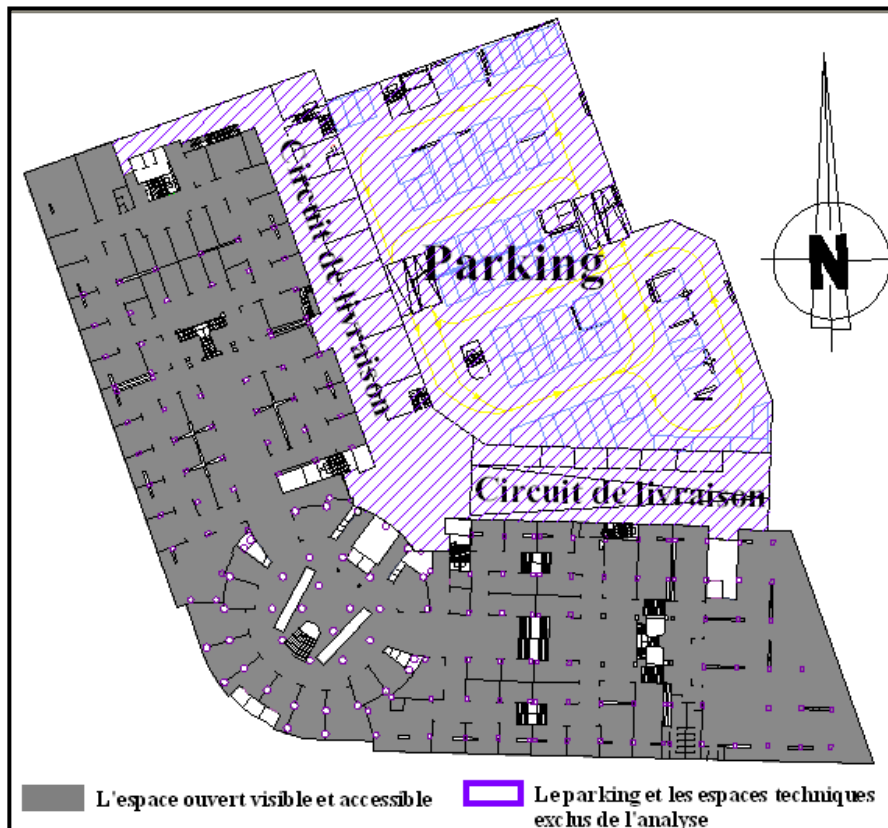 Circuit de livraison
Parking
N
Circuit de livraison
L'espace ouvert visible et accessible
Le parking et les espaces techniques
exclus de l'analyse